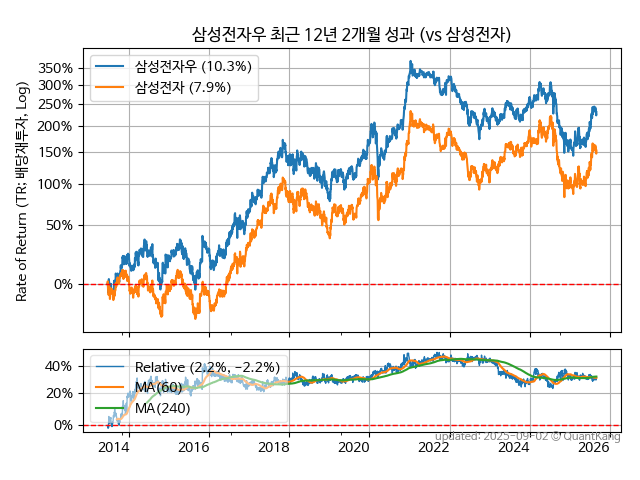 삼성전자우 최근 12년 2개월 성과 (vs 삼성전자)
Rate of Return (TR: 배당재투자, Log)
350%
300%
250%
200%
150%
100%
50%
0%
삼성전자우 (10.3%)
삼성전자 (7.9%)
40%
20%
0%
Relative (2.2%, -2.2%)
MA(60)
MA(240)
2014 2016 2018 2020 2022 2024 2026
updated: 2025-09-02 © QuantKang